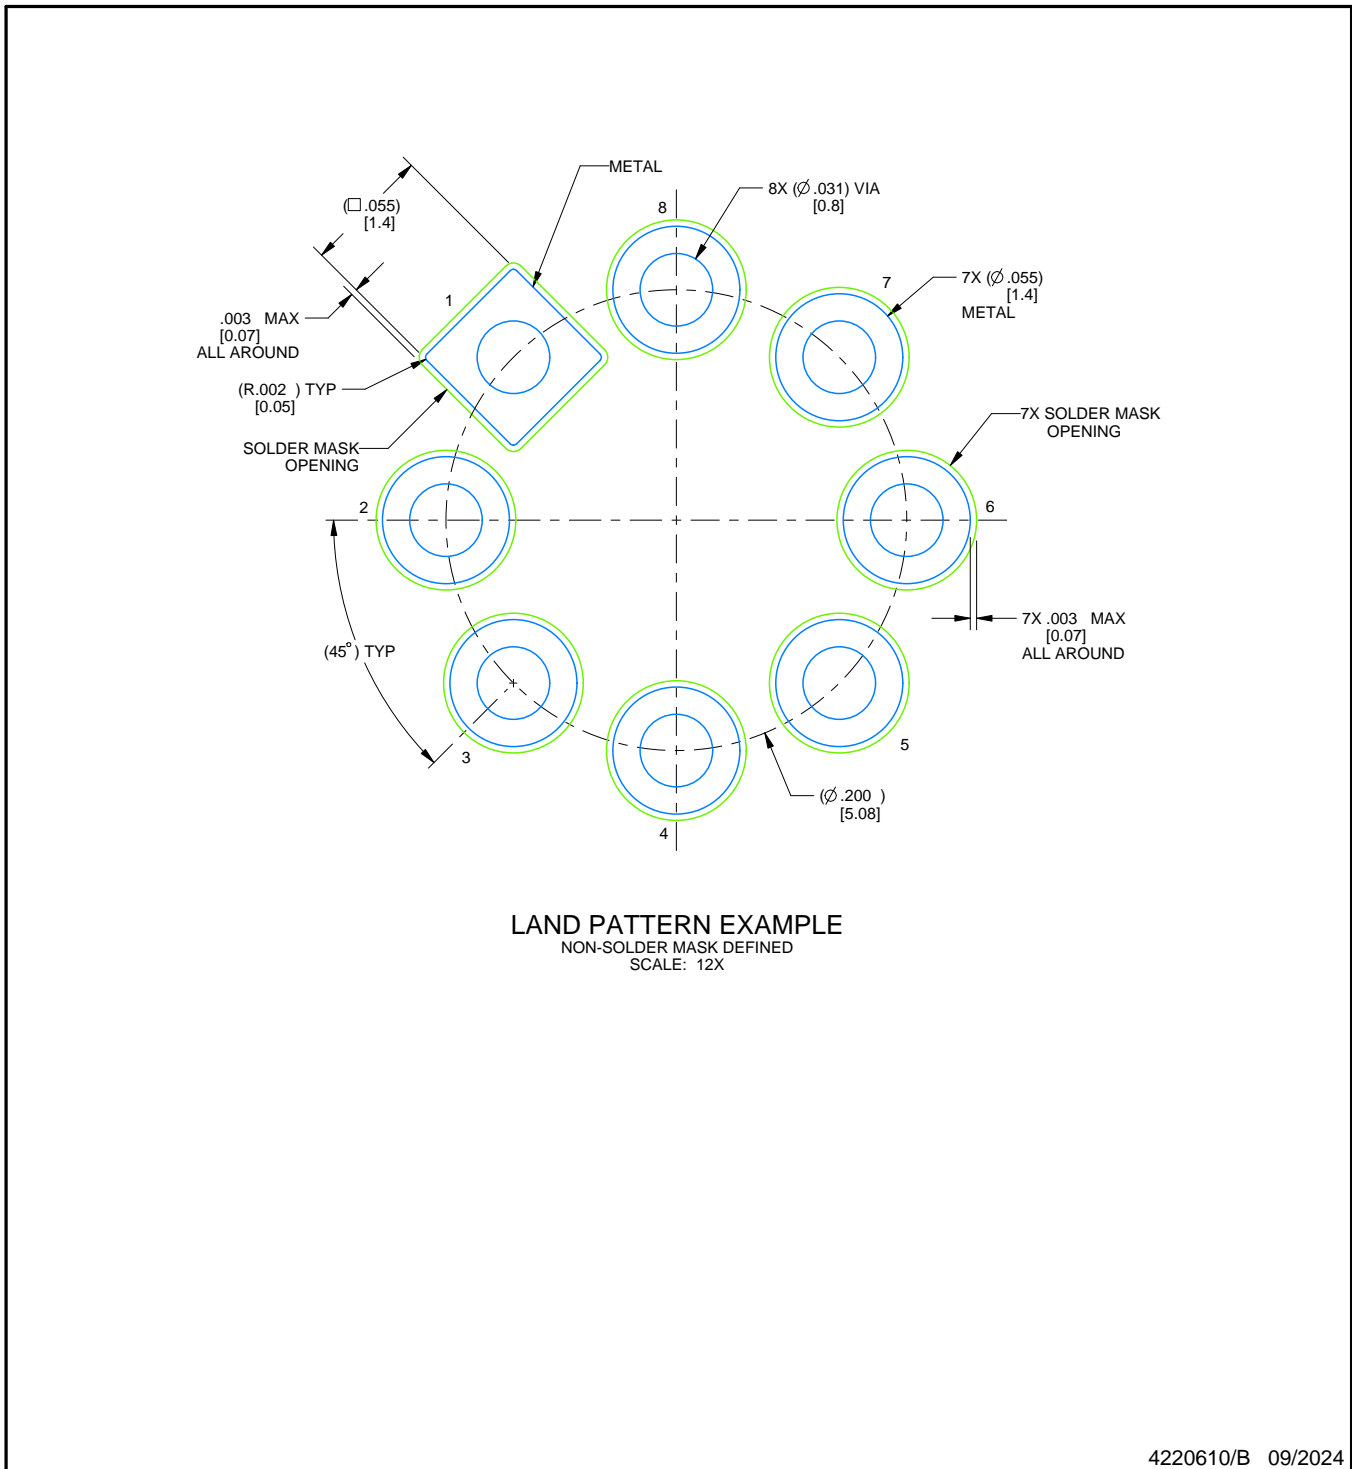 METAL
8
8X (Ø .031) VIA
[0.8]
(□ .055)
[1.4]
7
7X (Ø .055)
[1.4]
METAL
1
.003 MAX
[0.07]
ALL AROUND
(R.002 ) TYP
[0.05]
7X SOLDER MASK
OPENING
SOLDER MASK
OPENING
2
6
7X .003 MAX
[0.07]
ALL AROUND
(45°) TYP
3
5
(Ø .200 )
[5.08]
4
LAND PATTERN EXAMPLE
NON-SOLDER MASK DEFINED
SCALE: 12X
4220610/B 09/2024